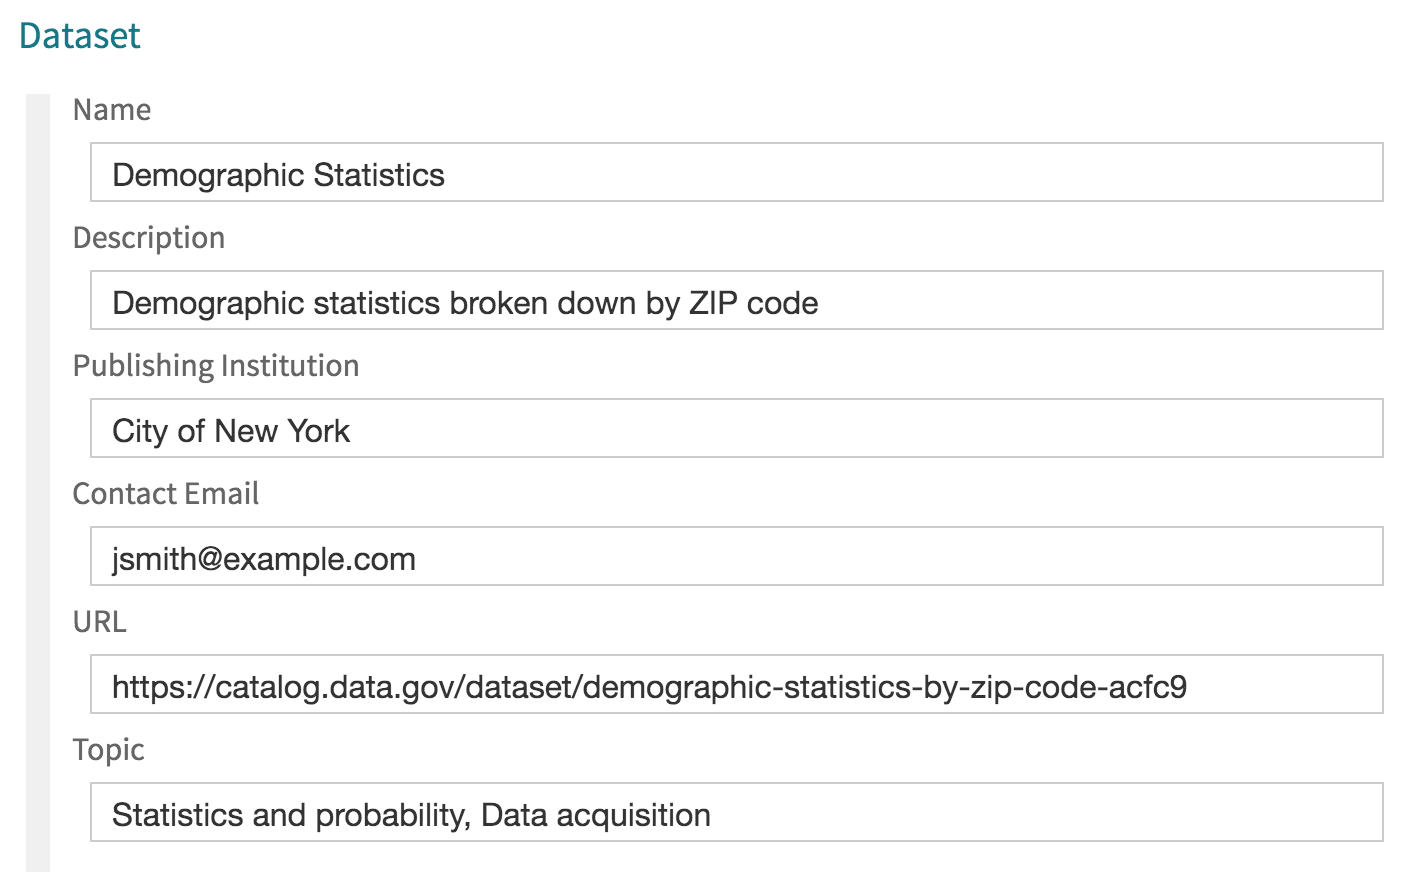 Dataset
Name
Demographic Statistics
Description
Demographic statistics broken down by ZIP code
Publishing Institution
City of New York
Contact Email
jsmith@example.com
URL
https://catalog.data.gov/dataset/demographic-statistics-by-zip-code-acfc9
Topic
Statistics and probability, Data acquisition